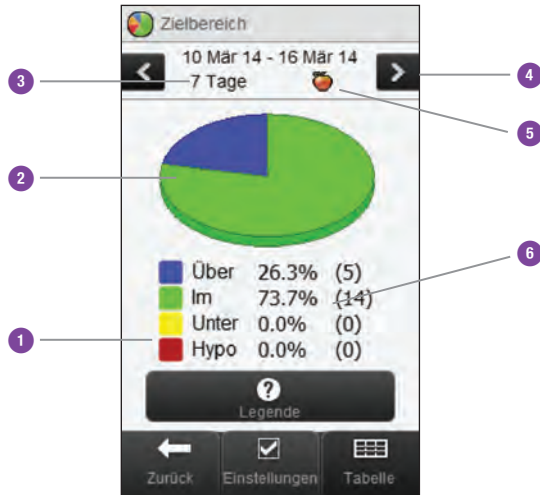 Zielbereich
10 Mär 14 - 16 Mär 14
7 Tage
Über 26.3% (5)
Im 73.7% (14)
Unter 0.0% (0)
Hypo 0.0% (0)
?
Legende
Zurück Einstellungen Tabelle
3
4
5
2
6
1